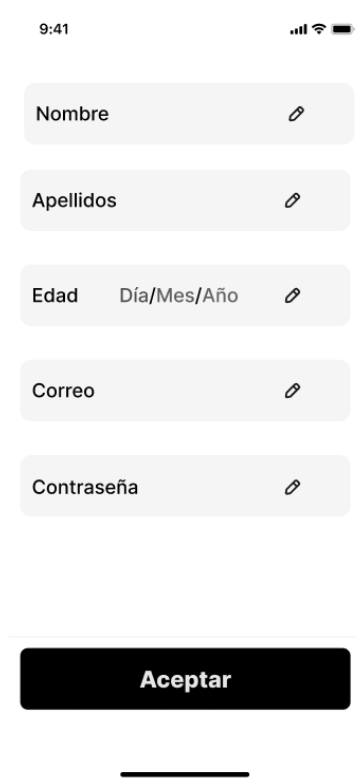 9:41
Nombre
Apellidos
Edad Día/Mes/Año
Correo
Contraseña
Aceptar